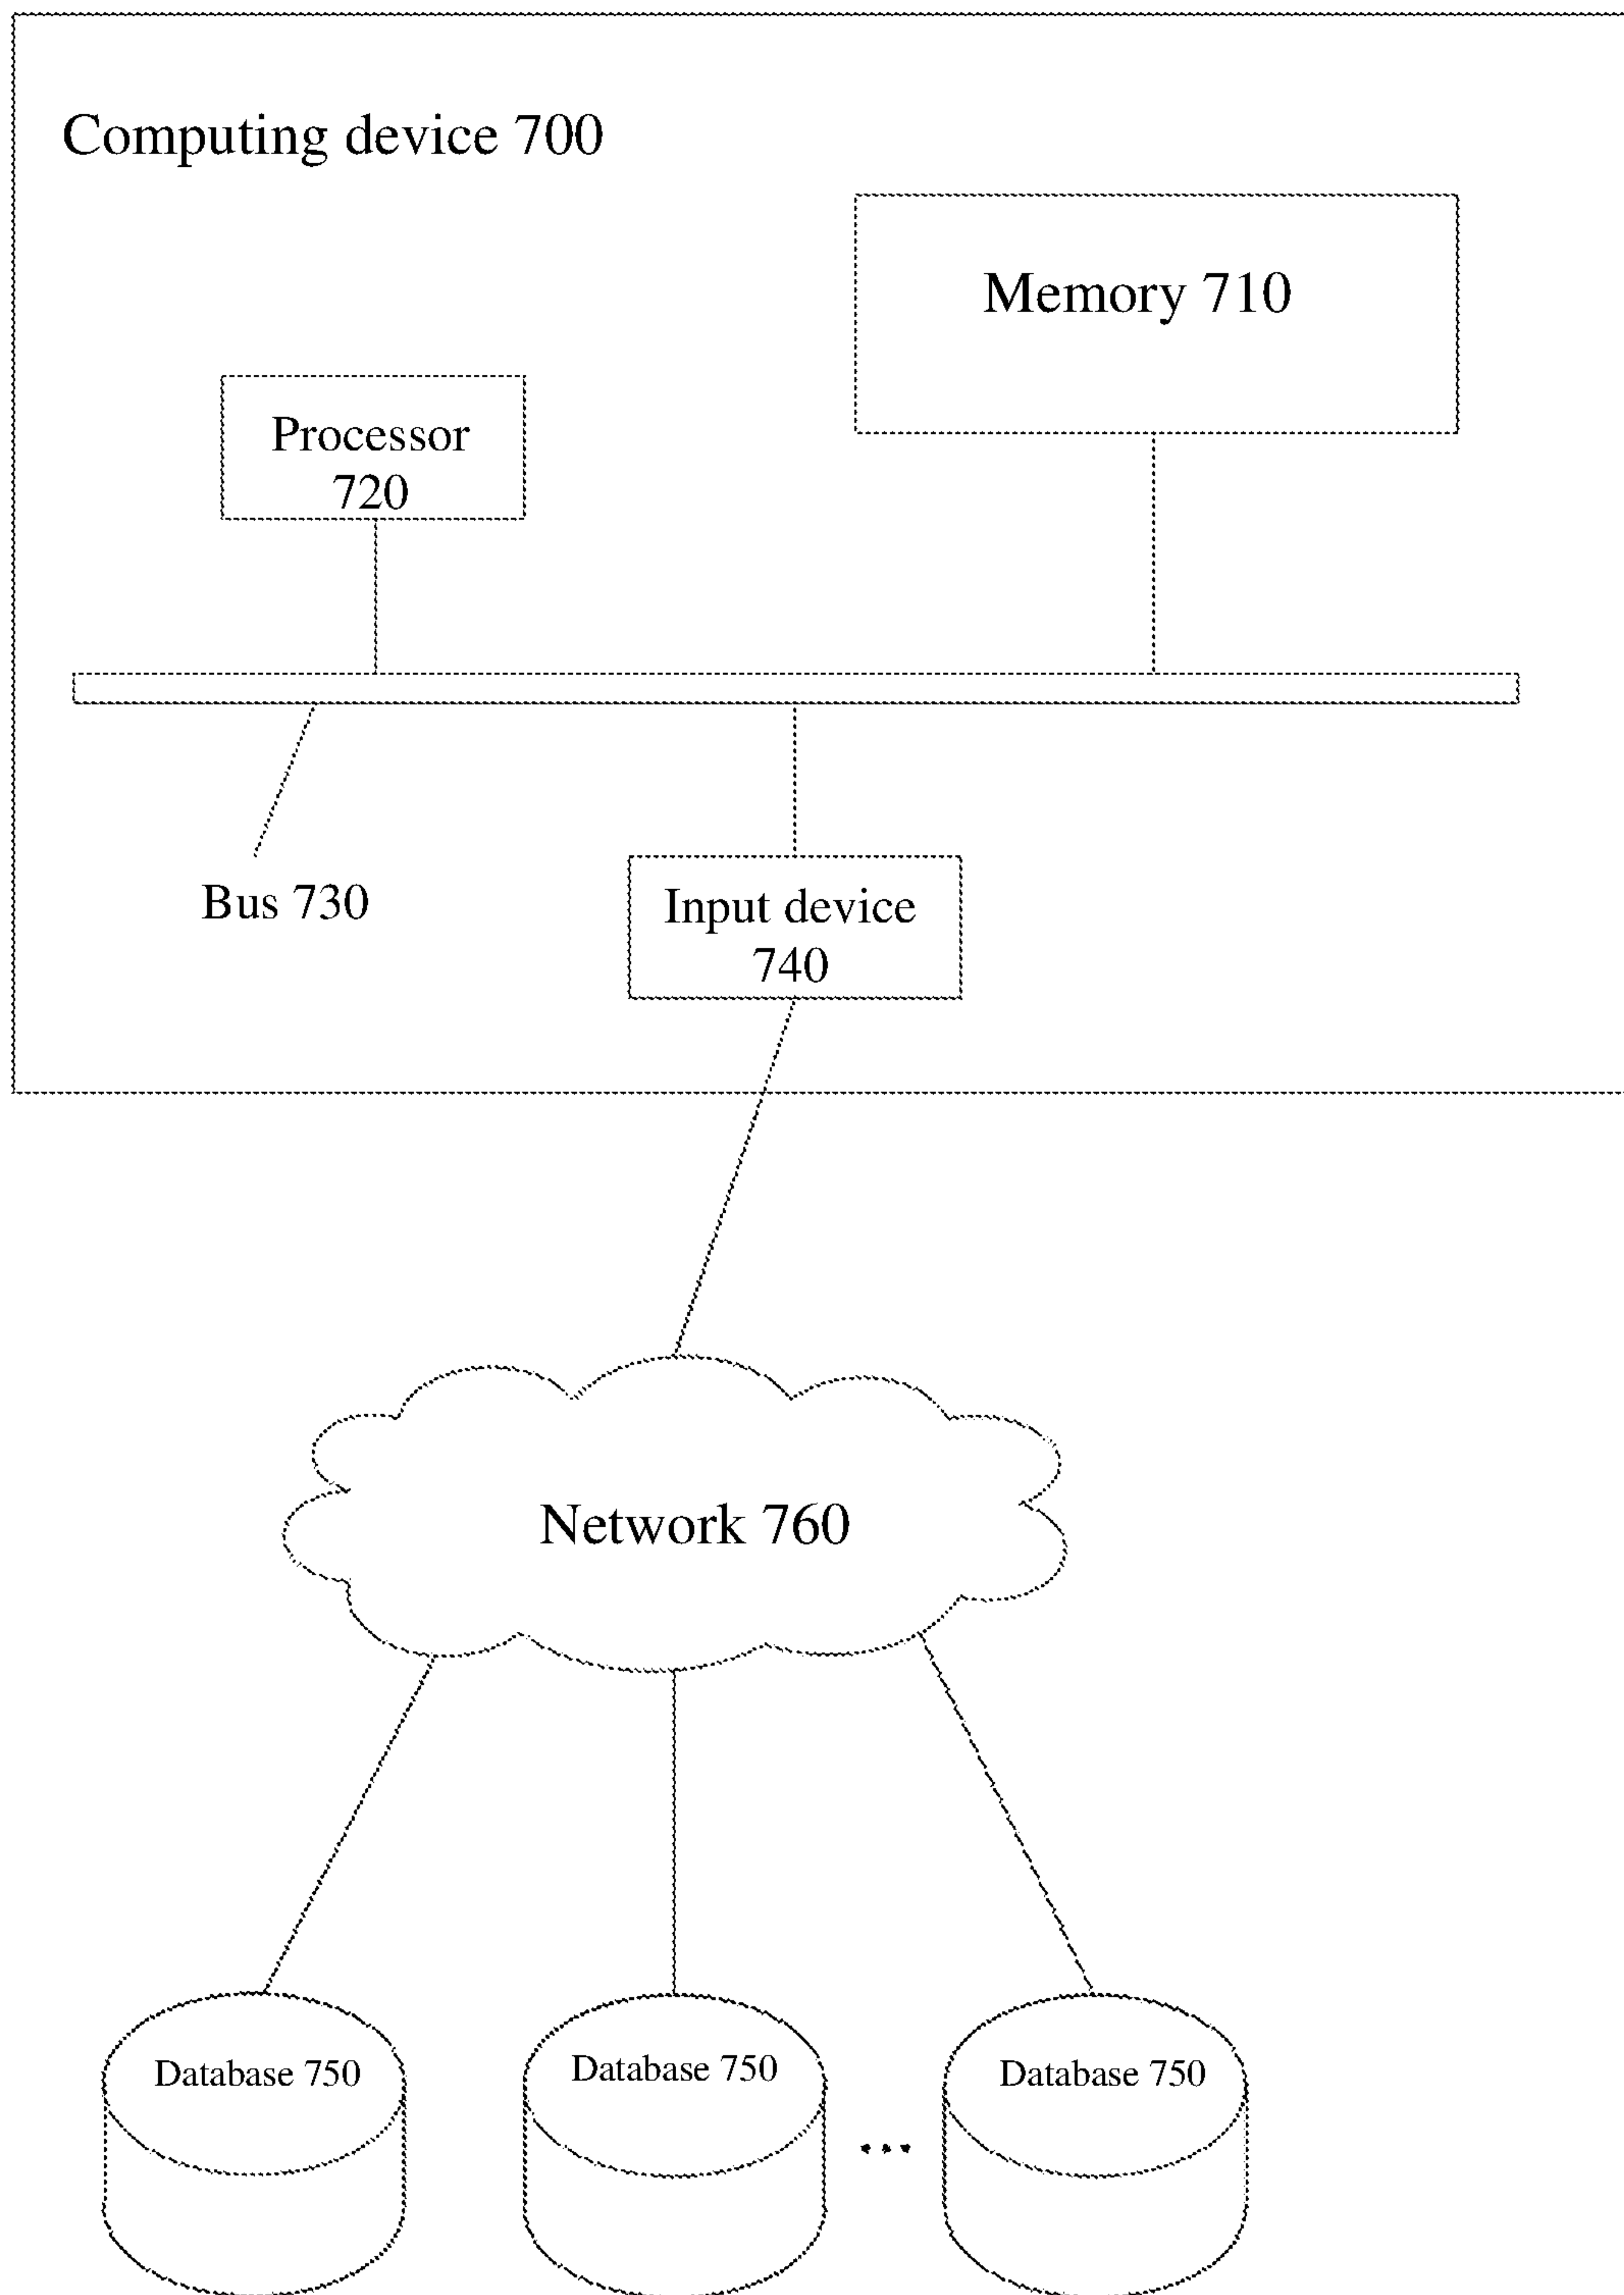 Computing device 700
Memory 710
Processor
720
Bus 730
Input device
740
Network 760
Database 750
Database 750
...
Database 750